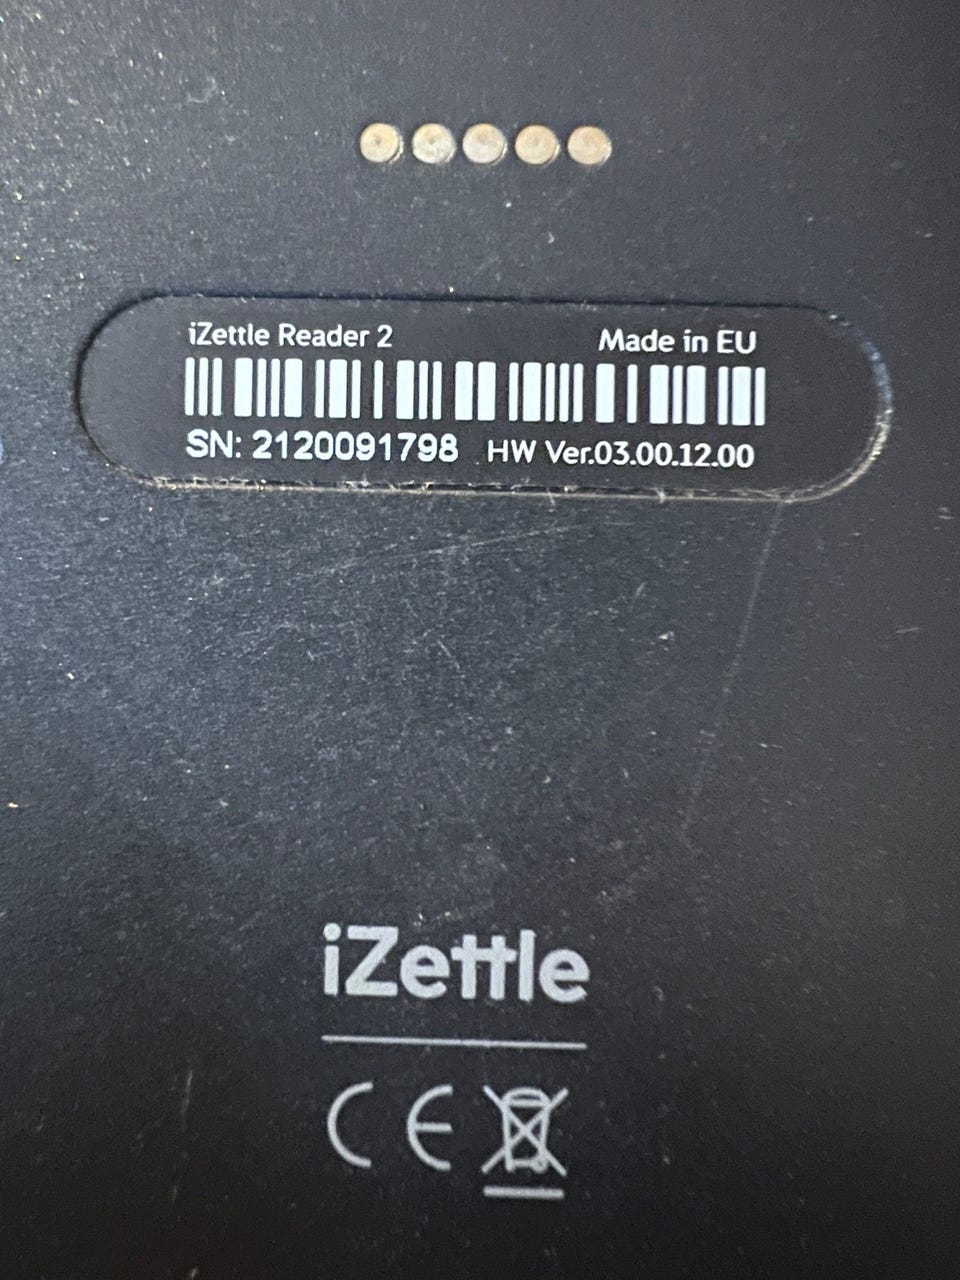 iZettle Reader 2 Made in EU
SN: 2120091798 HW Ver.03.00.12.00
iZettle
CE